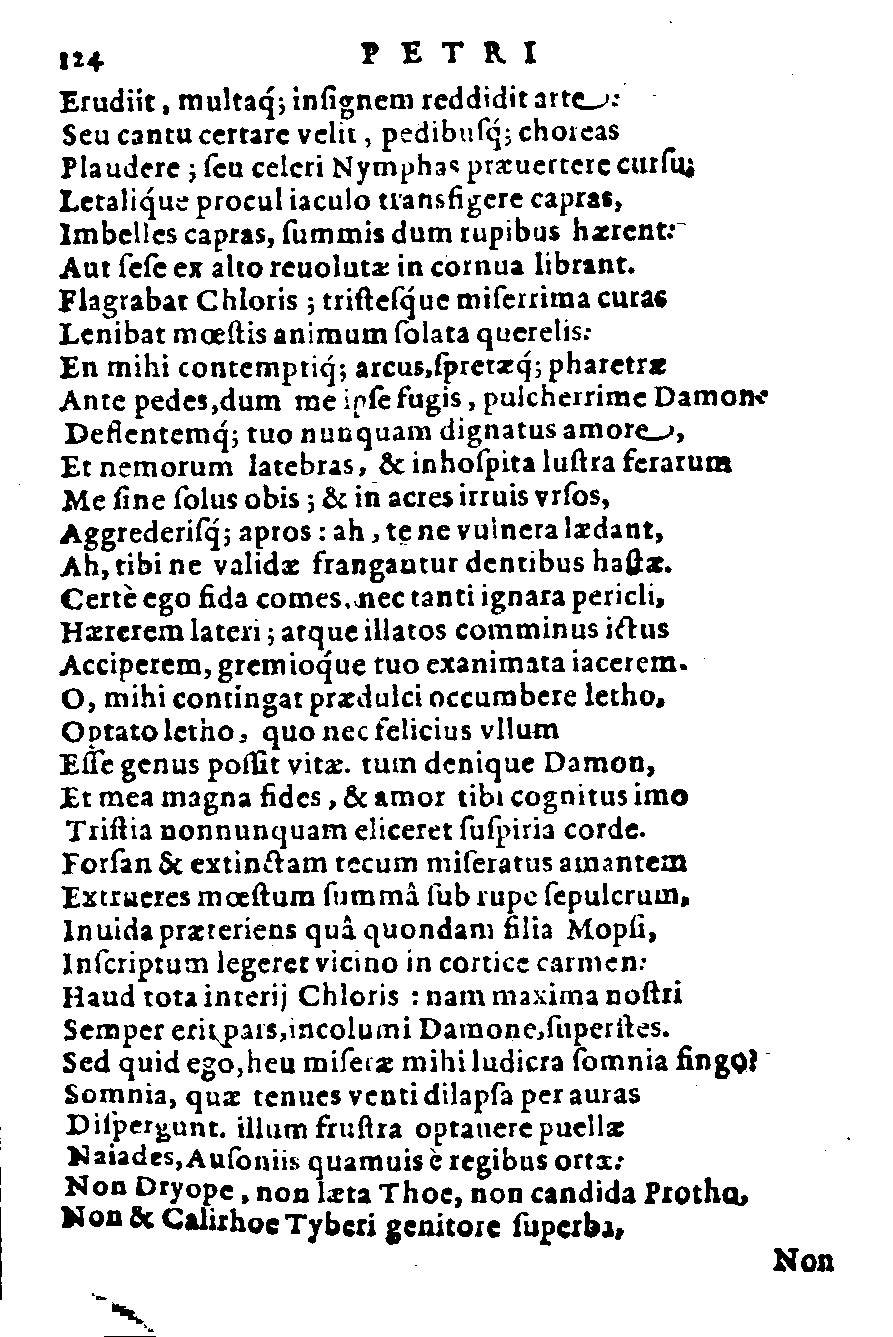 124 PETRI
Erudiit, multaq́; inſignem reddidit arte:
Seu cantu certare velit, pedibuſq́; choreas
Plaudere; ſeu celeri Nymphas præuertere curſu;
Letaliq́ue procul iaculo transfigere capras,
Imbelles capras, ſummis dum rupibus hærent:
Aut ſeſe ex alto reuolutæ in cornua librant.
Flagrabat Chloris; triſteſq́ue miſerrima curas
Lenibat mœſtis animum ſolata querelis:
En mihi contemptiq́; arcus, ſpretæq́; pharetræ
Ante pedes, dum me ipſe fugis, pulcherrime Damon
Deflentemq́; tuo nunquam dignatus amore,
Et nemorum latebras, & inhoſpita luſtra ferarum
Me ſine ſolus obis; & in acres irruis vrſos,
Aggrederiſq́; apros: ah, te ne vulnera lædant,
Ah, tibi ne validæ frangantur dentibus haſtæ.
Certè ego fida comes, nec tanti ignara pericli,
Hærerem lateri; atque illatos comminus ictus
Acciperem, gremioq́ue tuo exanimata iacerem.
O, mihi contingat prædulci occumbere letho,
Optato letho, quo nec felicius vllum
Eſſe genus poſſit vitæ. tum denique Damon,
Et mea magna fides, & amor tibi cognitus imo
Triſtia nonnunquam eliceret ſuſpiria corde.
Forſan & extinctam tecum miſeratus amantem
Extrueres mœſtum ſummâ ſub rupe ſepulcrum,
Inuida præteriens quâ quondam filia Mopſi,
Inſcriptum legeret vicino in cortice carmen:
Haud tota interij Chloris: nam maxima noſtri
Semper erit pars, incolumi Damone, ſuperſtes.
Sed quid ego, heu miſeræ mihi ludicra ſomnia fingo?
Somnia, quæ tenues venti dilapſa per auras
Diſpergunt. illum fruſtra optauere puellæ
Naiades, Auſoniis quamuis è regibus ortæ:
Non Dryope, non læta Thoe, non candida Protho,
Non & Calirhoe Tyberi genitore ſuperba,
Non